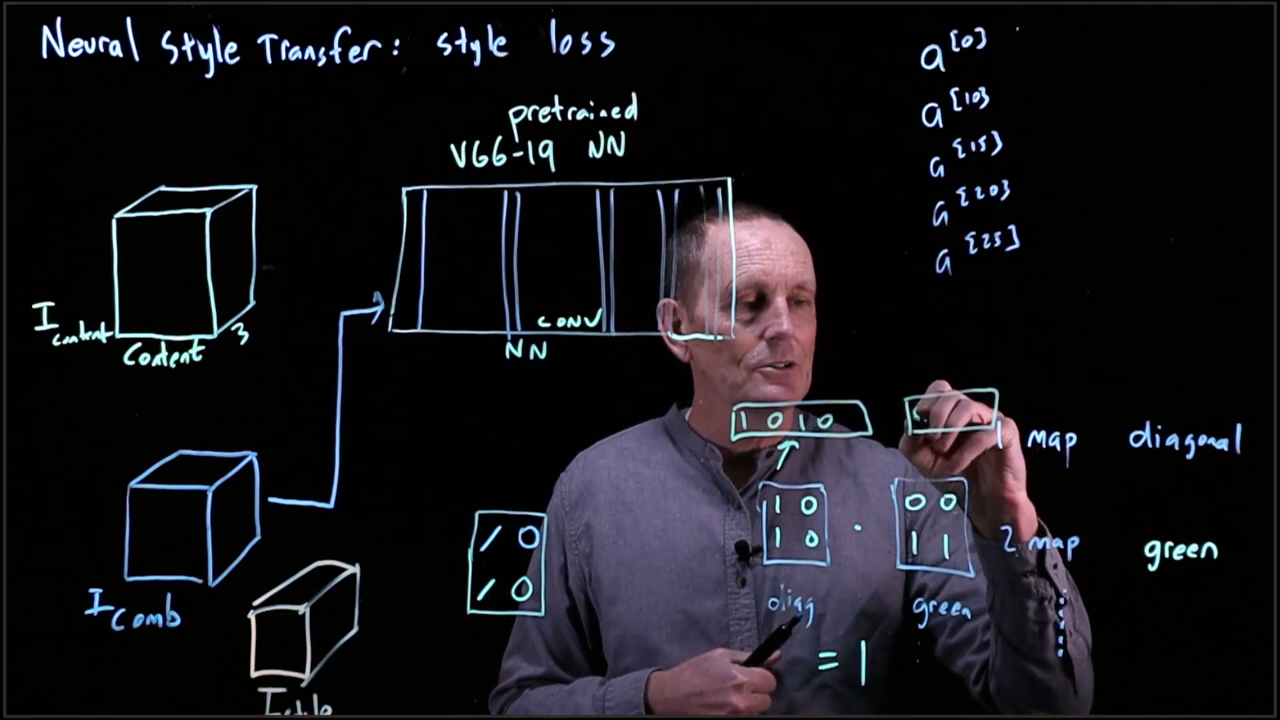 Neural Style Transfer: style loss
a[0]
a[10]
a[15]
a[20]
a[25]
pretrained
VGG-19 NN
CONV
NN
I content
Content
3
1 0 1 0
1 map diagonal
1 0
1 0
.
0 0
1 1
2 map green
/ 0
/ 0
diag
green
= 1
I comb
I style